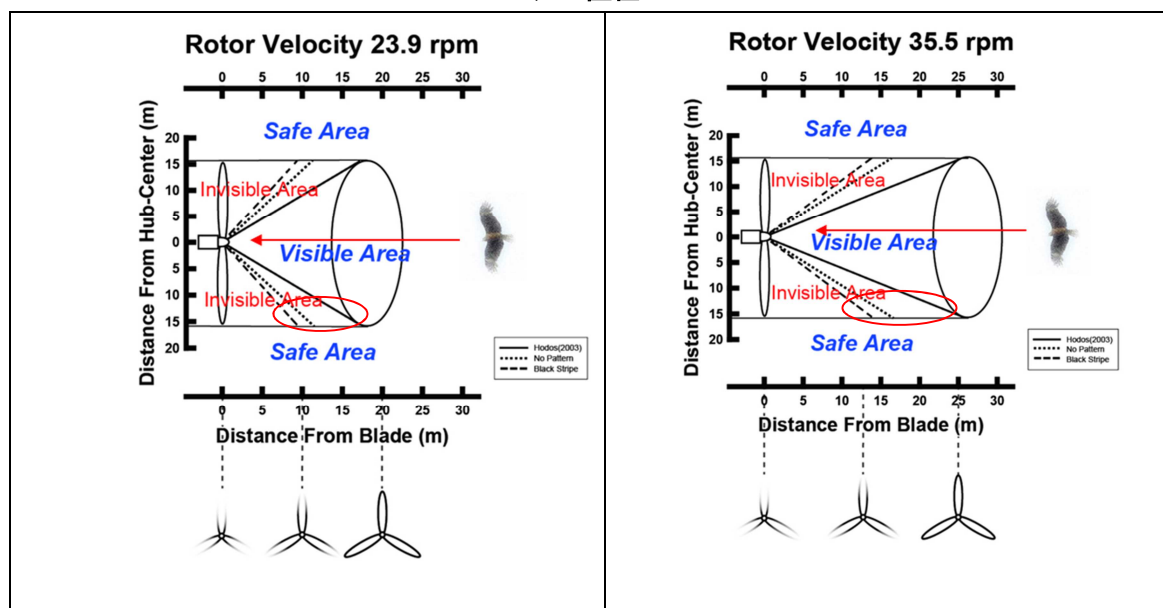 Rotor Velocity 23.9 rpm
0 5 10 15 20 25 30
Safe Area
Distance From Hub-Center (m)
20
15
10
5
0
5
10
15
20
Invisible Area
Visible Area
Invisible Area
Safe Area
Hodos(2003)
No Pattern
Black Stripe
0 5 10 15 20 25 30
Distance From Blade (m)
Rotor Velocity 35.5 rpm
0 5 10 15 20 25 30
Safe Area
Distance From Hub-Center (m)
20
15
10
5
0
5
10
15
20
Invisible Area
Visible Area
Invisible Area
Safe Area
Hodos(2003)
No Pattern
Black Stripe
0 5 10 15 20 25 30
Distance From Blade (m)